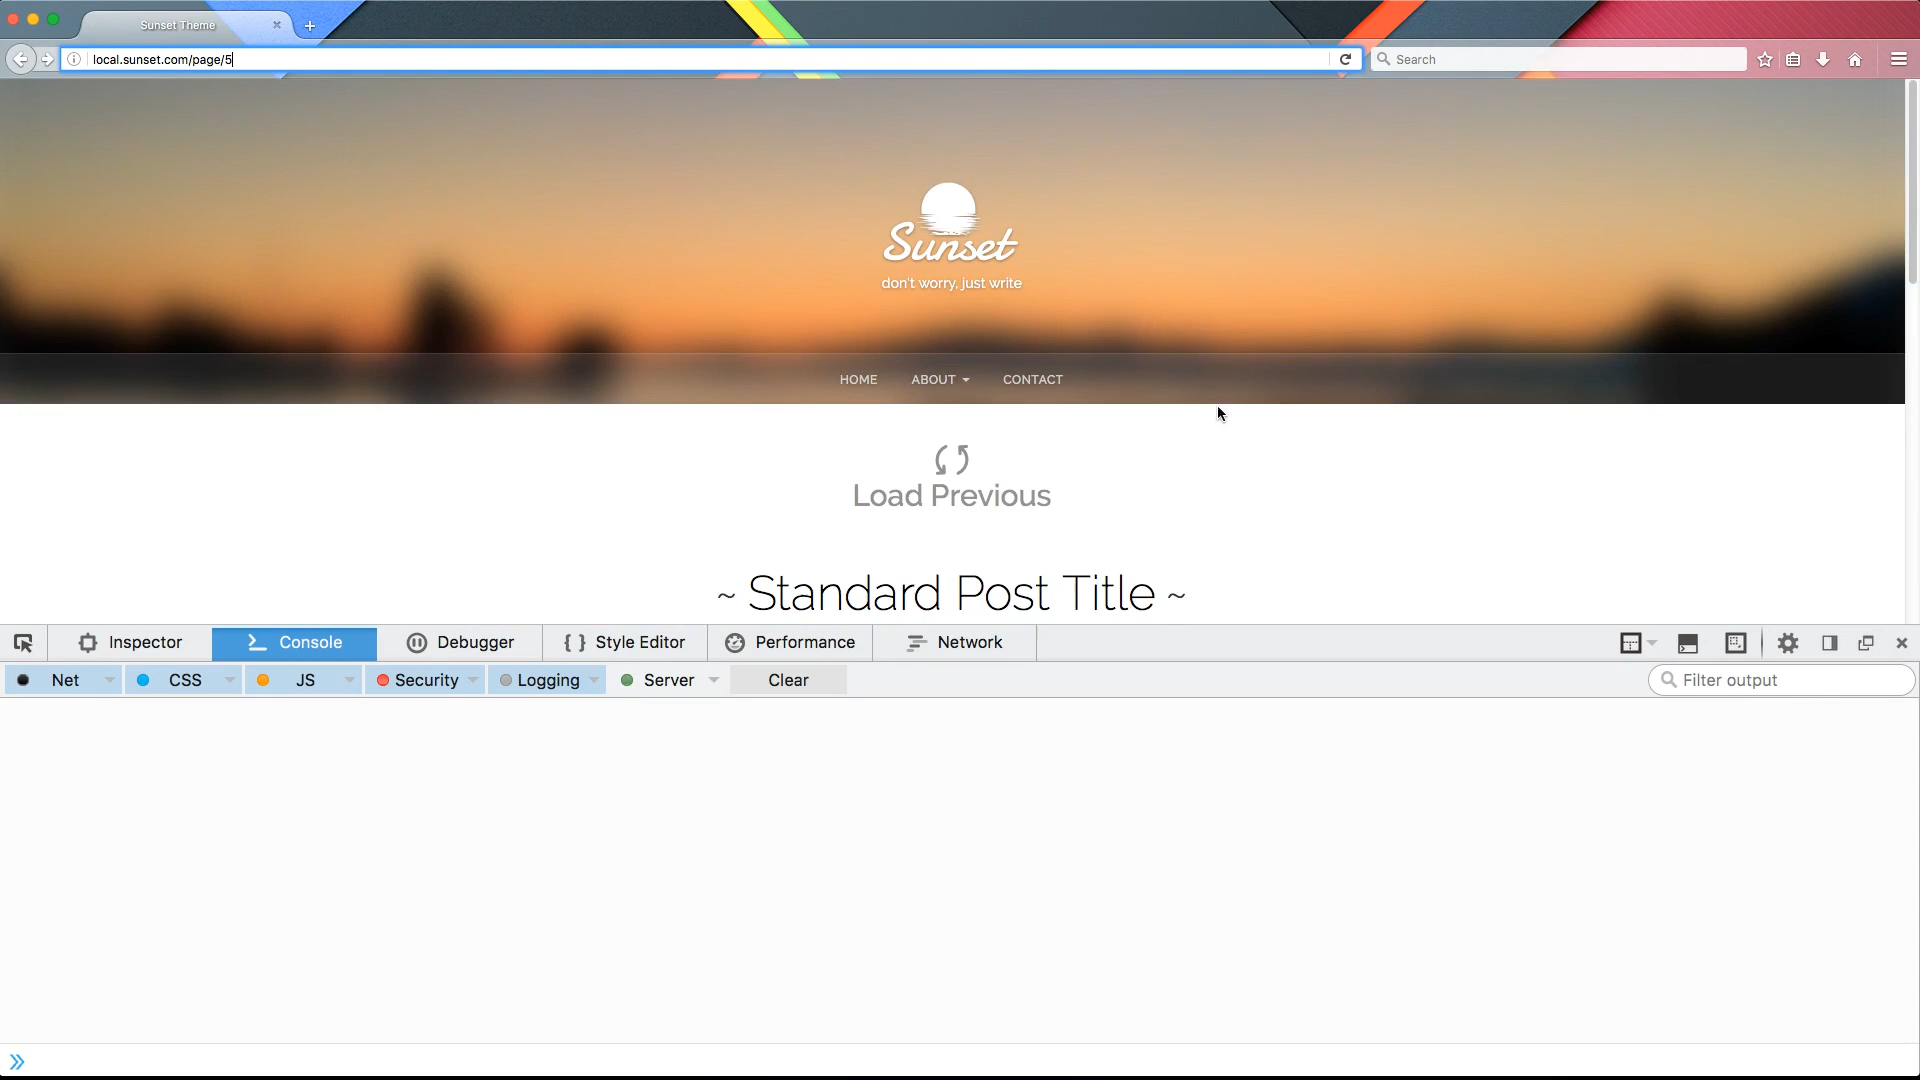 Sunset Theme
local.sunset.com/page/5
Search
Sunset
don't worry, just write
HOME ABOUT CONTACT
Load Previous
~ Standard Post Title ~
Inspector Console Debugger Style Editor Performance Network
Net CSS JS Security Logging Server Clear Filter output